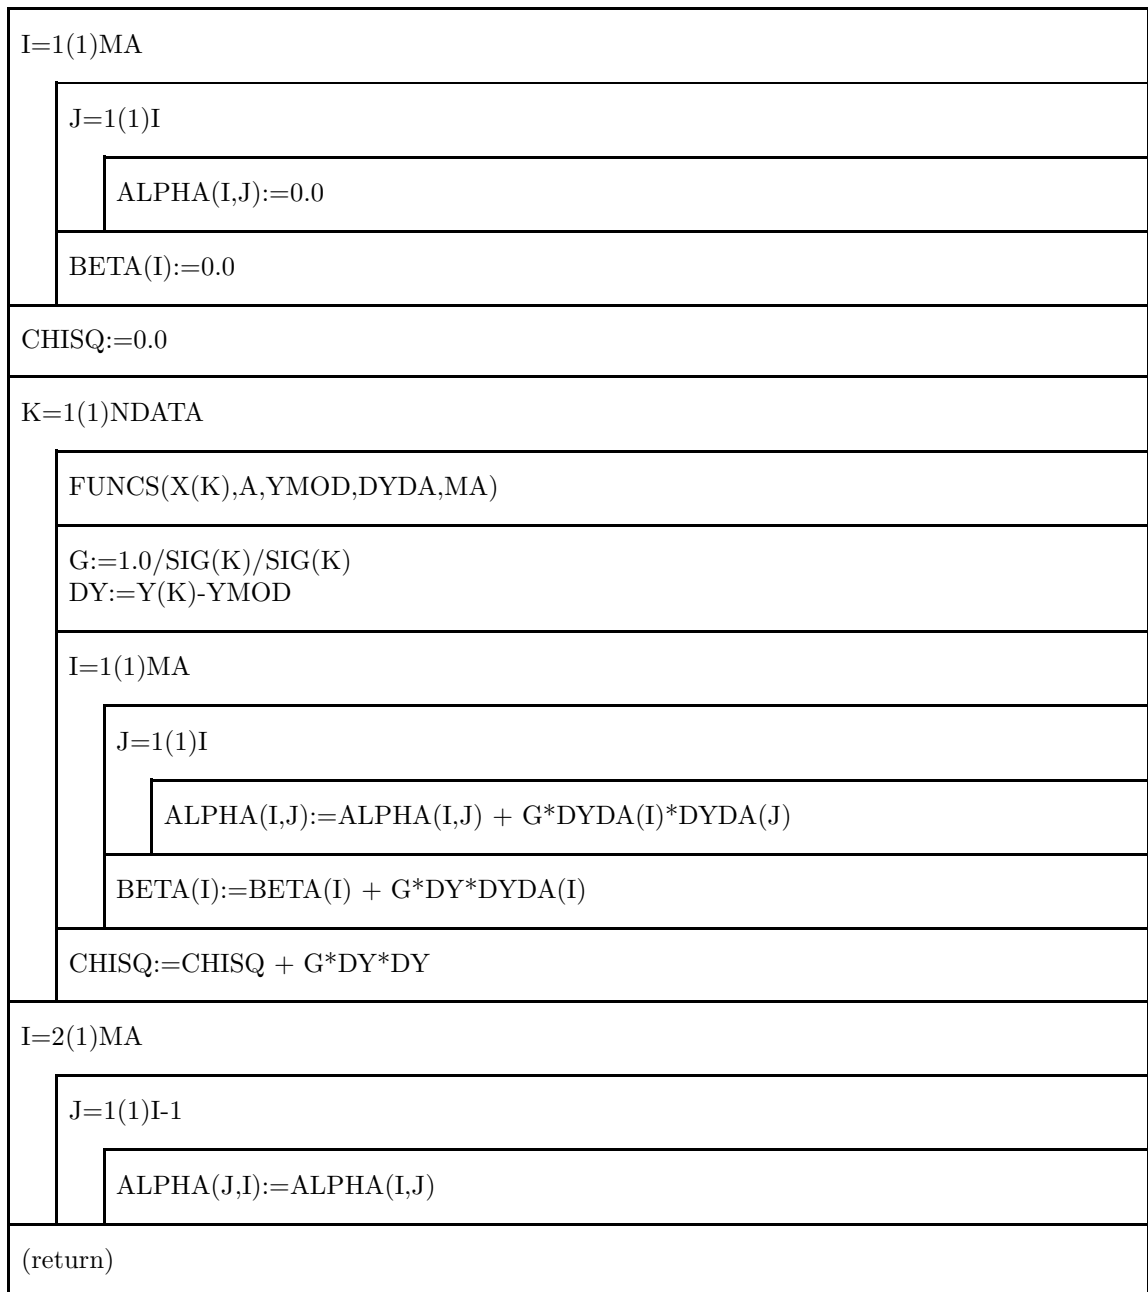 I=1(1)MA
J=1(1)I
ALPHA(I,J):=0.0
BETA(I):=0.0
CHISQ:=0.0
K=1(1)NDATA
FUNCS(X(K),A,YMOD,DYDA,MA)
G:=1.0/SIG(K)/SIG(K)
DY:=Y(K)-YMOD
I=1(1)MA
J=1(1)I
ALPHA(I,J):=ALPHA(I,J) + G*DYDA(I)*DYDA(J)
BETA(I):=BETA(I) + G*DY*DYDA(I)
CHISQ:=CHISQ + G*DY*DY
I=2(1)MA
J=1(1)I-1
ALPHA(J,I):=ALPHA(I,J)
(return)